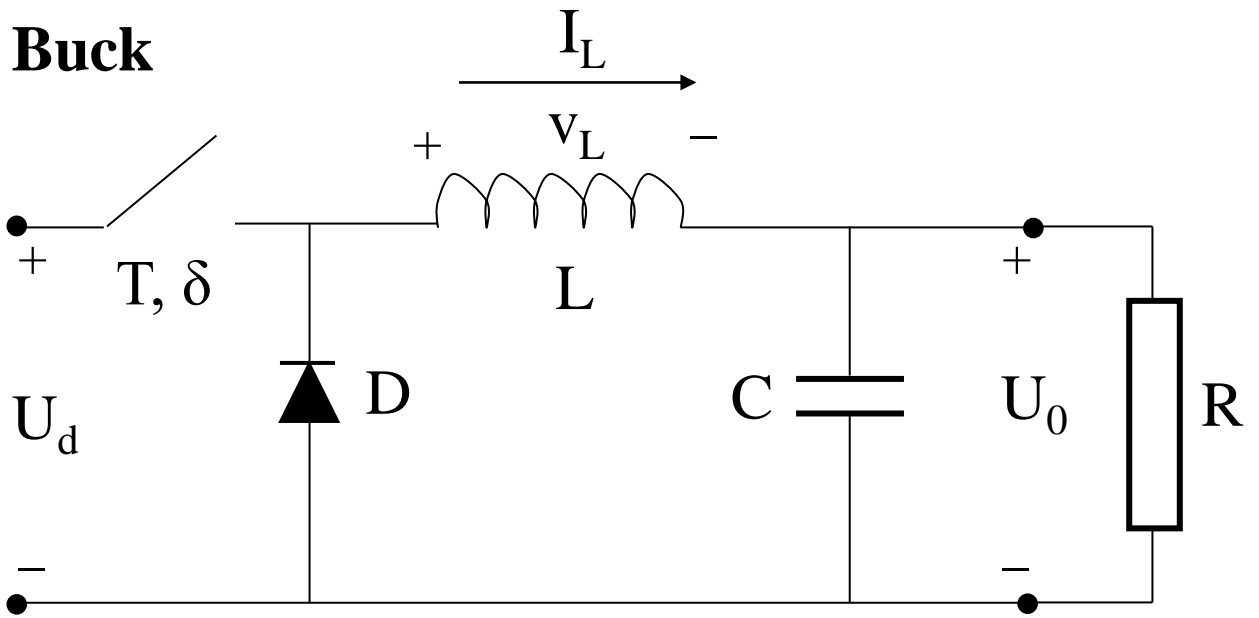 Buck
I_L
+ v_L −
+ T, δ L +
U_d D C U_0 R
− −